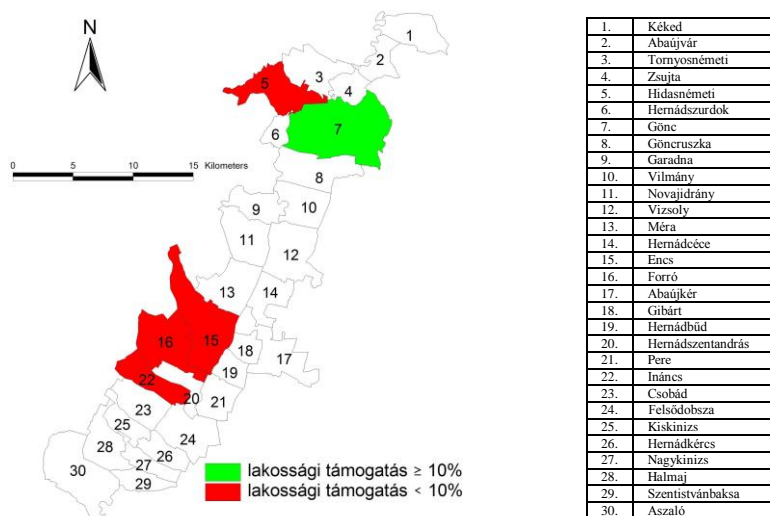 N
0 5 10 15 Kilometers
1
2
3
4
5
6
7
8
9
10
11
12
13
14
15
16
17
18
19
20
21
22
23
24
25
26
27
28
29
30
lakossági támogatás ≥ 10%
lakossági támogatás < 10%
1. Kéked
2. Abaújvár
3. Tornyosnémeti
4. Zsujta
5. Hidasnémeti
6. Hernádszurdok
7. Gönc
8. Göncruszka
9. Garadna
10. Vilmány
11. Novajidrány
12. Vizsoly
13. Méra
14. Hernádcéce
15. Encs
16. Forró
17. Abaújkér
18. Gibárt
19. Hernádbűd
20. Hernádszentandrás
21. Pere
22. Ináncs
23. Csobád
24. Felsődobsza
25. Kiskinizs
26. Hernádkércs
27. Nagykinizs
28. Halmaj
29. Szentistvánbaksa
30. Aszaló